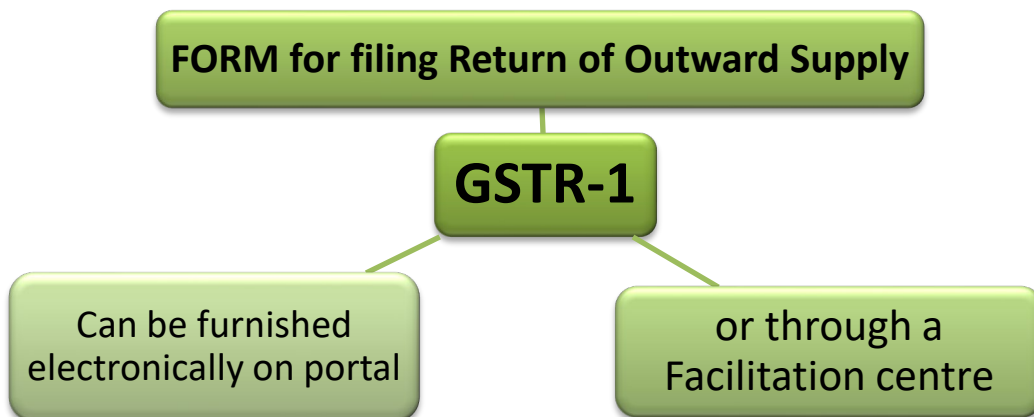 FORM for filing Return of Outward Supply
GSTR-1
Can be furnished
electronically on portal
or through a
Facilitation centre